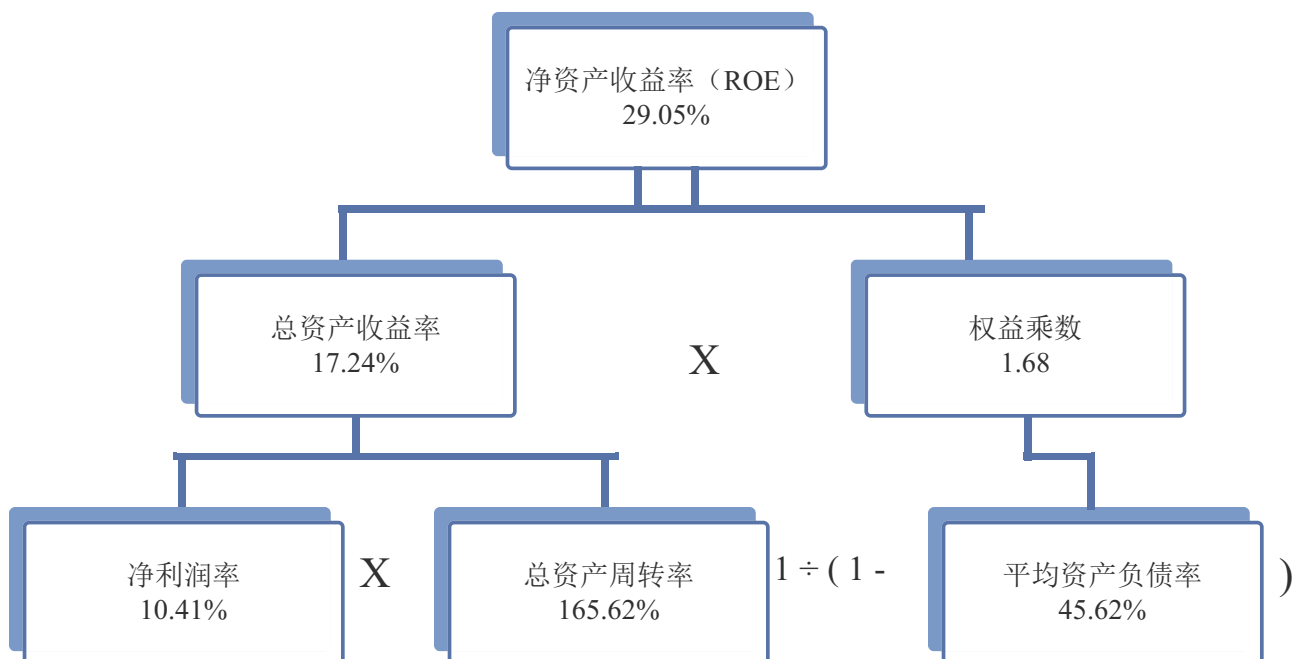 净资产收益率（ROE）
29.05%
总资产收益率
17.24%
X
权益乘数
1.68
净利润率
10.41%
X
总资产周转率
165.62%
1 ÷ ( 1 -
平均资产负债率
45.62%
)